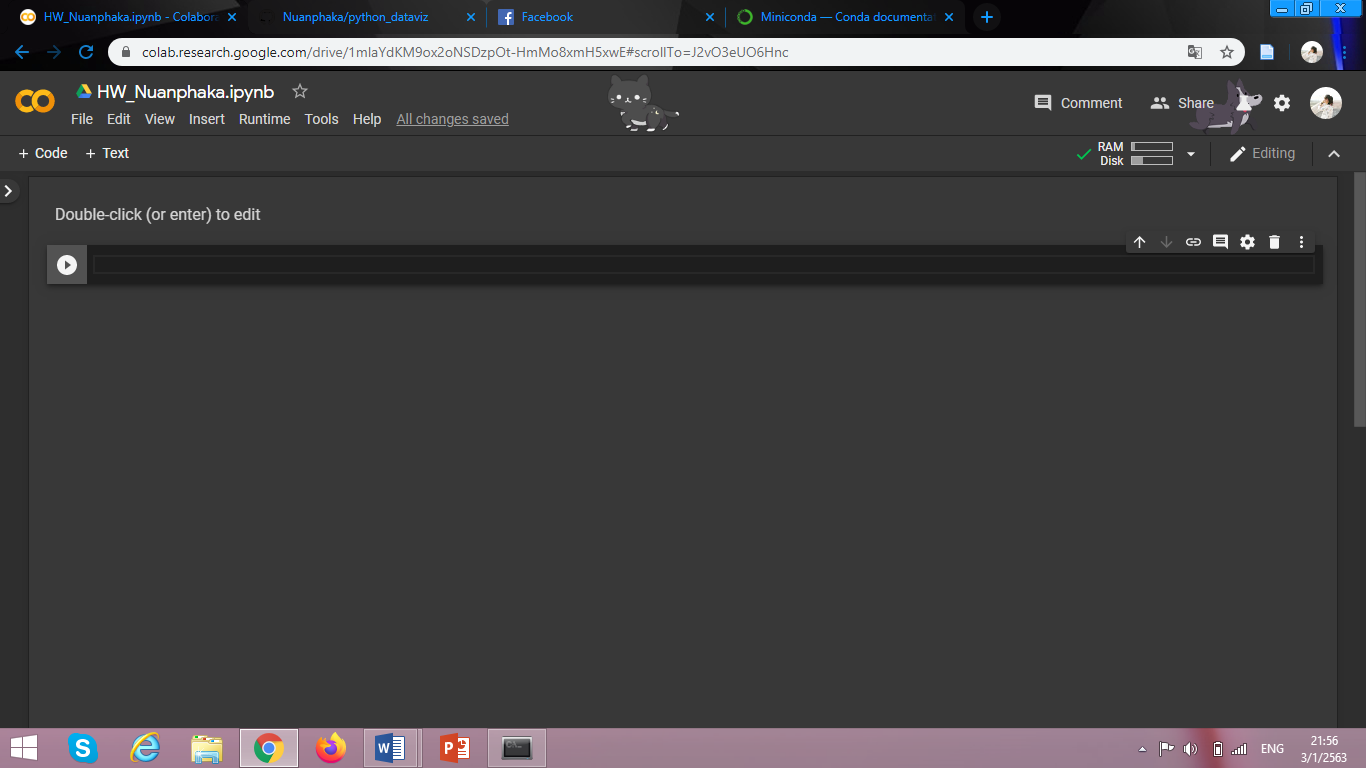 HW_Nuanphaka.ipynb - Colabora
Nuanphaka/python_dataviz
Facebook
Miniconda — Conda documentat
colab.research.google.com/drive/1mlaYdKM9ox2oNSDzpOt-HmMo8xmH5xwE#scrollTo=J2vO3eUO6Hnc
HW_Nuanphaka.ipynb
Comment
Share
File Edit View Insert Runtime Tools Help All changes saved
+ Code + Text
RAM
Disk
Editing
Double-click (or enter) to edit
ENG
21:56
3/1/2563